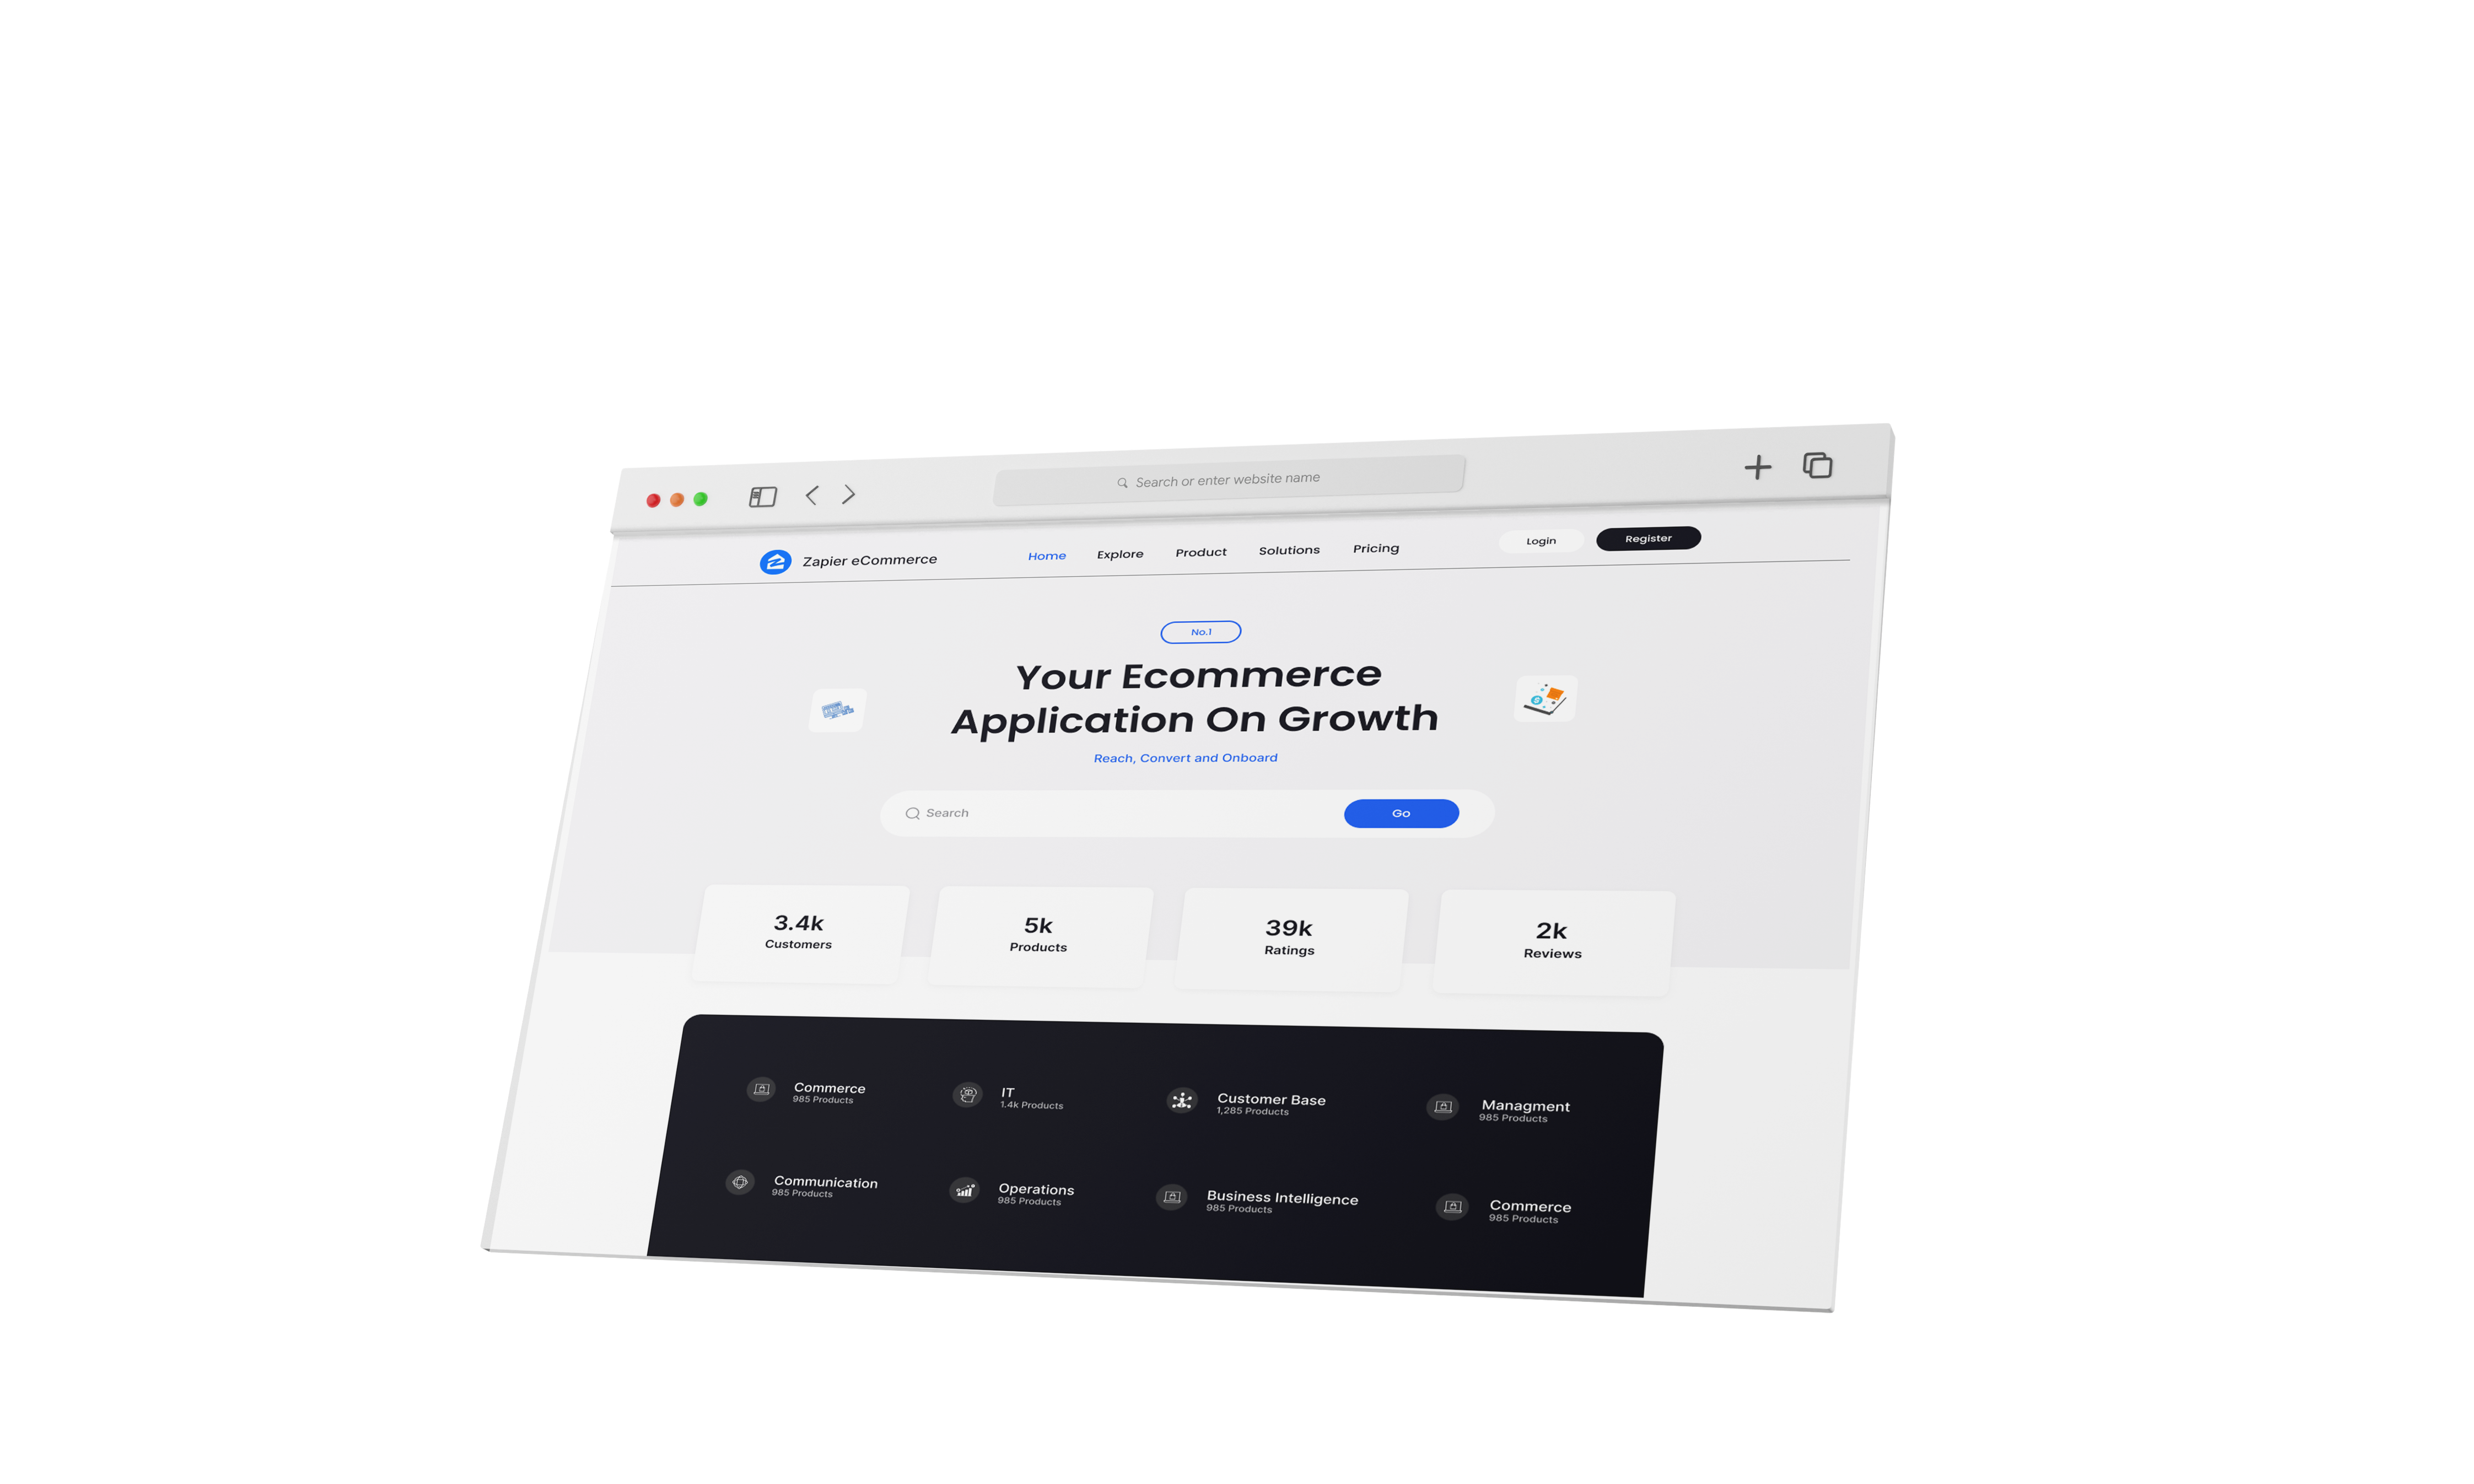 Search or enter website name
Zapier eCommerce
Home
Explore
Product
Solutions
Pricing
Login
Register
No.1
Your Ecommerce
Application On Growth
Reach, Convert and Onboard
Search
Go
3.4k
Customers
5k
Products
39k
Ratings
2k
Reviews
Commerce
985 Products
IT
1.4k Products
Customer Base
1,285 Products
Managment
985 Products
Communication
985 Products
Operations
985 Products
Business Intelligence
985 Products
Commerce
985 Products